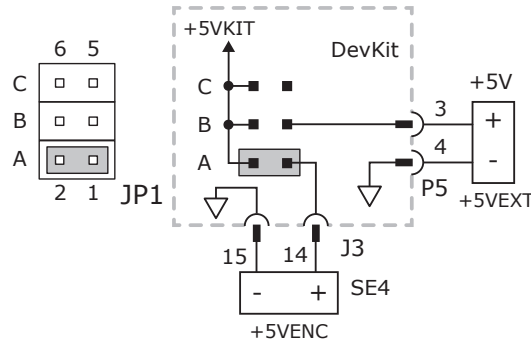 6 5
C
B
A
2 1
JP1
+5VKIT
DevKit
C
B
A
3
4
P5
+5V
+
-
+5VEXT
15
14
J3
- +
SE4
+5VENC